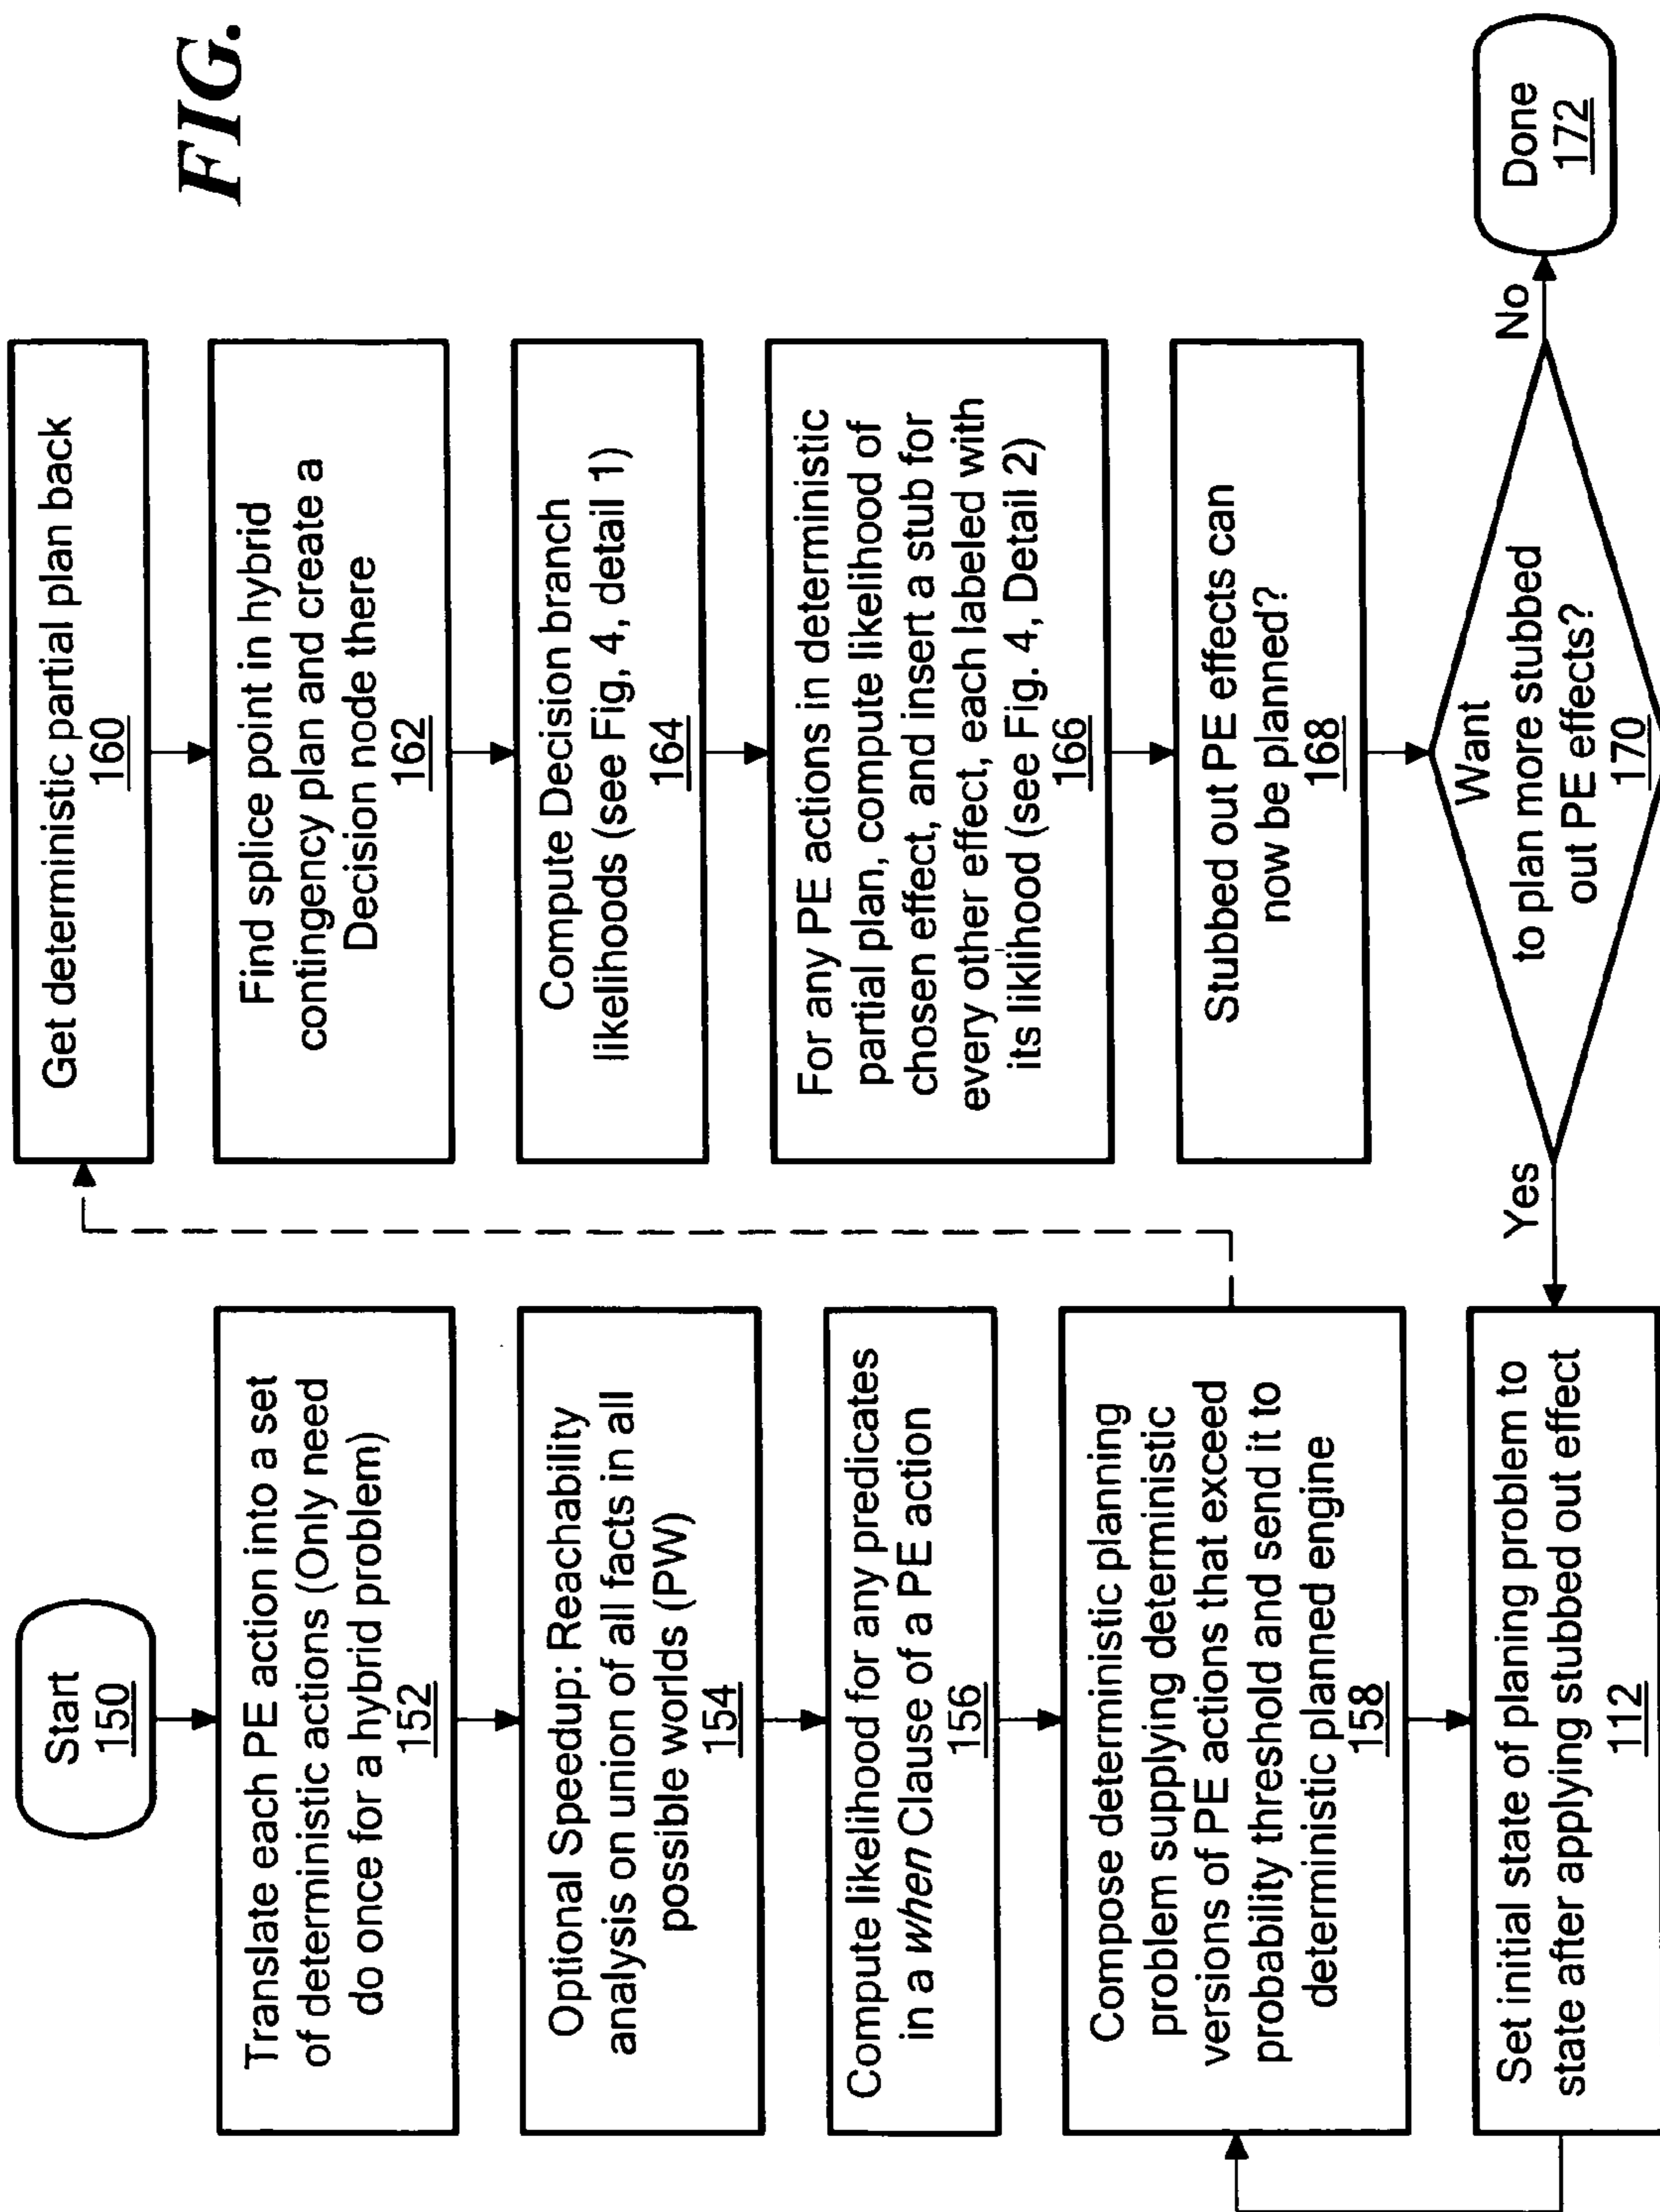 FIG.
Start
150
Translate each PE action into a set
of deterministic actions (Only need
do once for a hybrid problem)
152
Optional Speedup: Reachability
analysis on union of all facts in all
possible worlds (PW)
154
Compute likelihood for any predicates
in a when Clause of a PE action
156
Compose deterministic planning
problem supplying deterministic
versions of PE actions that exceed
probability threshold and send it to
deterministic planned engine
158
Set initial state of planing problem to
state after applying stubbed out effect
112
Get deterministic partial plan back
160
Find splice point in hybrid
contingency plan and create a
Decision node there
162
Compute Decision branch
likelihoods (see Fig, 4, detail 1)
164
For any PE actions in deterministic
partial plan, compute likelihood of
chosen effect, and insert a stub for
every other effect, each labeled with
its liklihood (see Fig. 4, Detail 2)
166
Stubbed out PE effects can
now be planned?
168
Want
to plan more stubbed
out PE effects?
170
Yes
No
Done
172